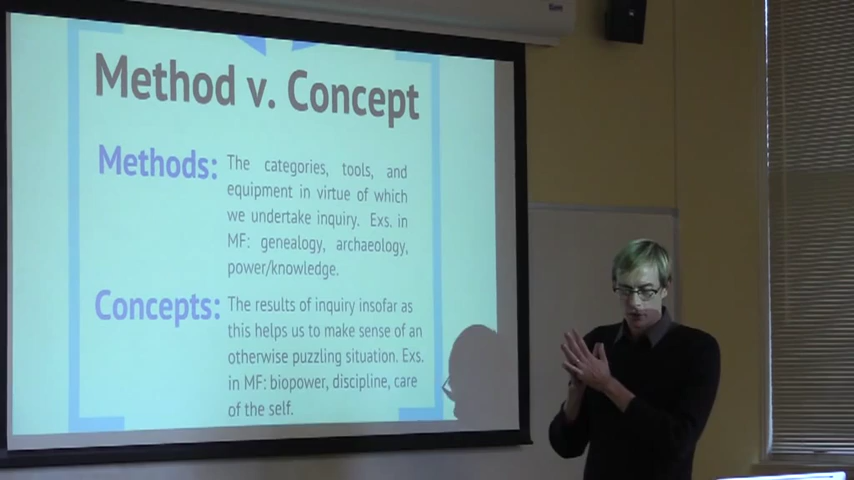 Method v. Concept
Methods: The categories, tools, and
equipment in virtue of which
we undertake inquiry. Exs. in
MF: genealogy, archaeology,
power/knowledge.
Concepts: The results of inquiry insofar as
this helps us to make sense of an
otherwise puzzling situation. Exs.
in MF: biopower, discipline, care
of the self.